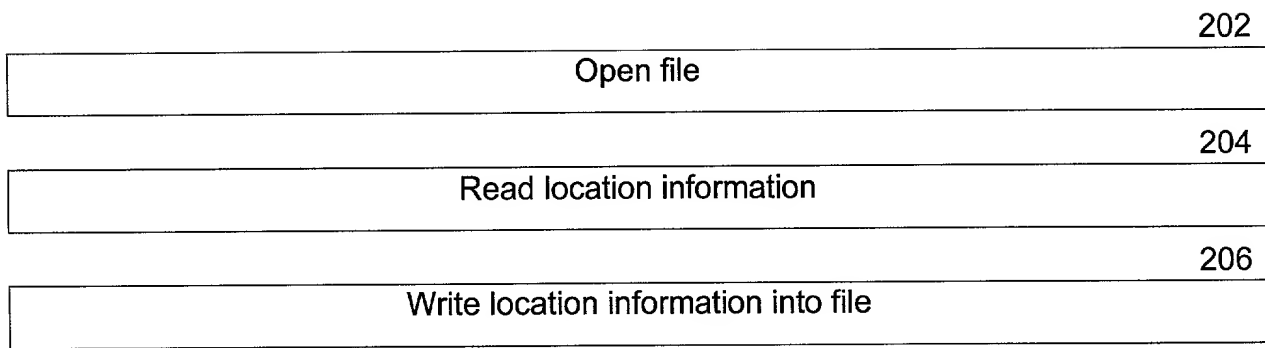 202
Open file
204
Read location information
206
Write location information into file